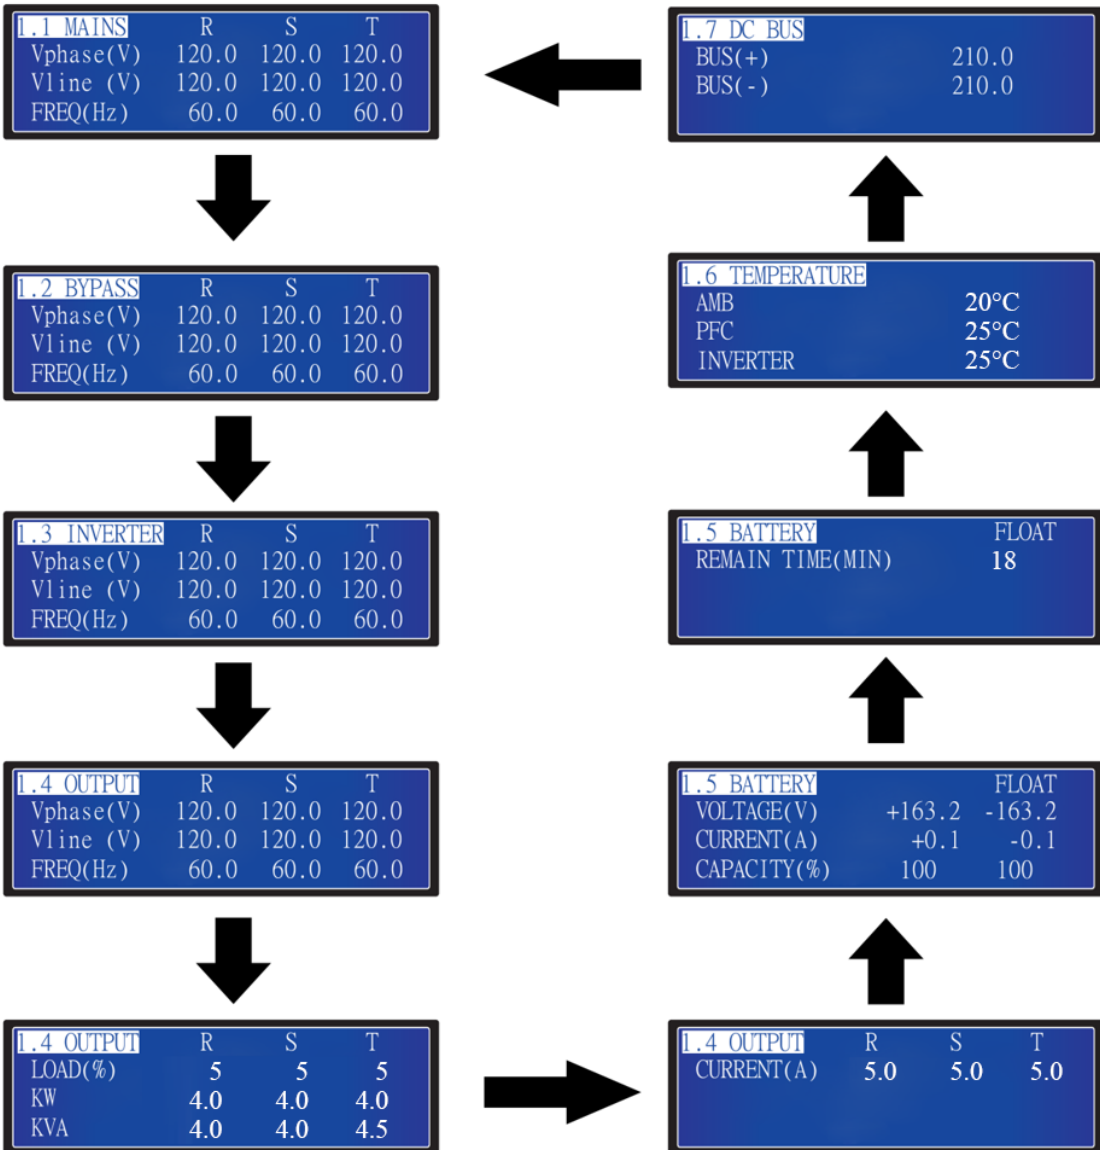 1.1 MAINS R S T
Vphase(V) 120.0 120.0 120.0
Vline (V) 120.0 120.0 120.0
FREQ(Hz) 60.0 60.0 60.0
1.2 BYPASS R S T
Vphase(V) 120.0 120.0 120.0
Vline (V) 120.0 120.0 120.0
FREQ(Hz) 60.0 60.0 60.0
1.3 INVERTER R S T
Vphase(V) 120.0 120.0 120.0
Vline (V) 120.0 120.0 120.0
FREQ(Hz) 60.0 60.0 60.0
1.4 OUTPUT R S T
Vphase(V) 120.0 120.0 120.0
Vline (V) 120.0 120.0 120.0
FREQ(Hz) 60.0 60.0 60.0
1.4 OUTPUT R S T
LOAD(%) 5 5 5
KW 4.0 4.0 4.0
KVA 4.0 4.0 4.5
1.4 OUTPUT R S T
CURRENT(A) 5.0 5.0 5.0
1.5 BATTERY FLOAT
VOLTAGE(V) +163.2 -163.2
CURRENT(A) +0.1 -0.1
CAPACITY(%) 100 100
1.5 BATTERY FLOAT
REMAIN TIME(MIN) 18
1.6 TEMPERATURE
AMB 20°C
PFC 25°C
INVERTER 25°C
1.7 DC BUS
BUS(+) 210.0
BUS(-) 210.0